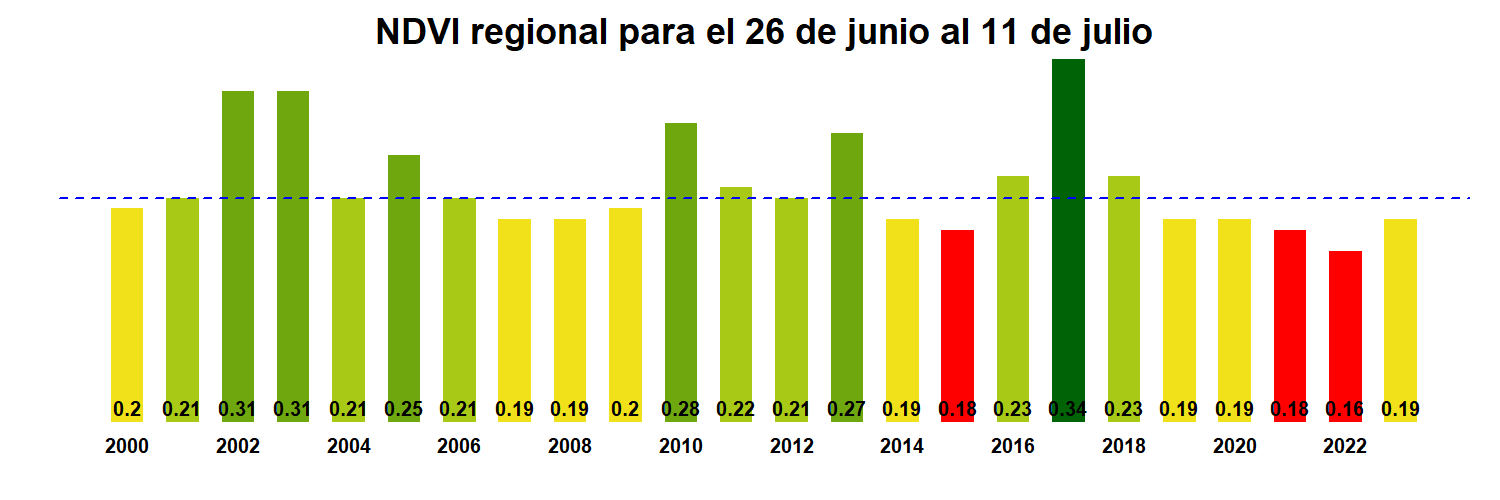 NDVI regional para el 26 de junio al 11 de julio
0.2 0.21 0.31 0.31 0.21 0.25 0.21 0.19 0.19 0.2 0.28 0.22 0.21 0.27 0.19 0.18 0.23 0.34 0.23 0.19 0.19 0.18 0.16 0.19
2000 2002 2004 2006 2008 2010 2012 2014 2016 2018 2020 2022